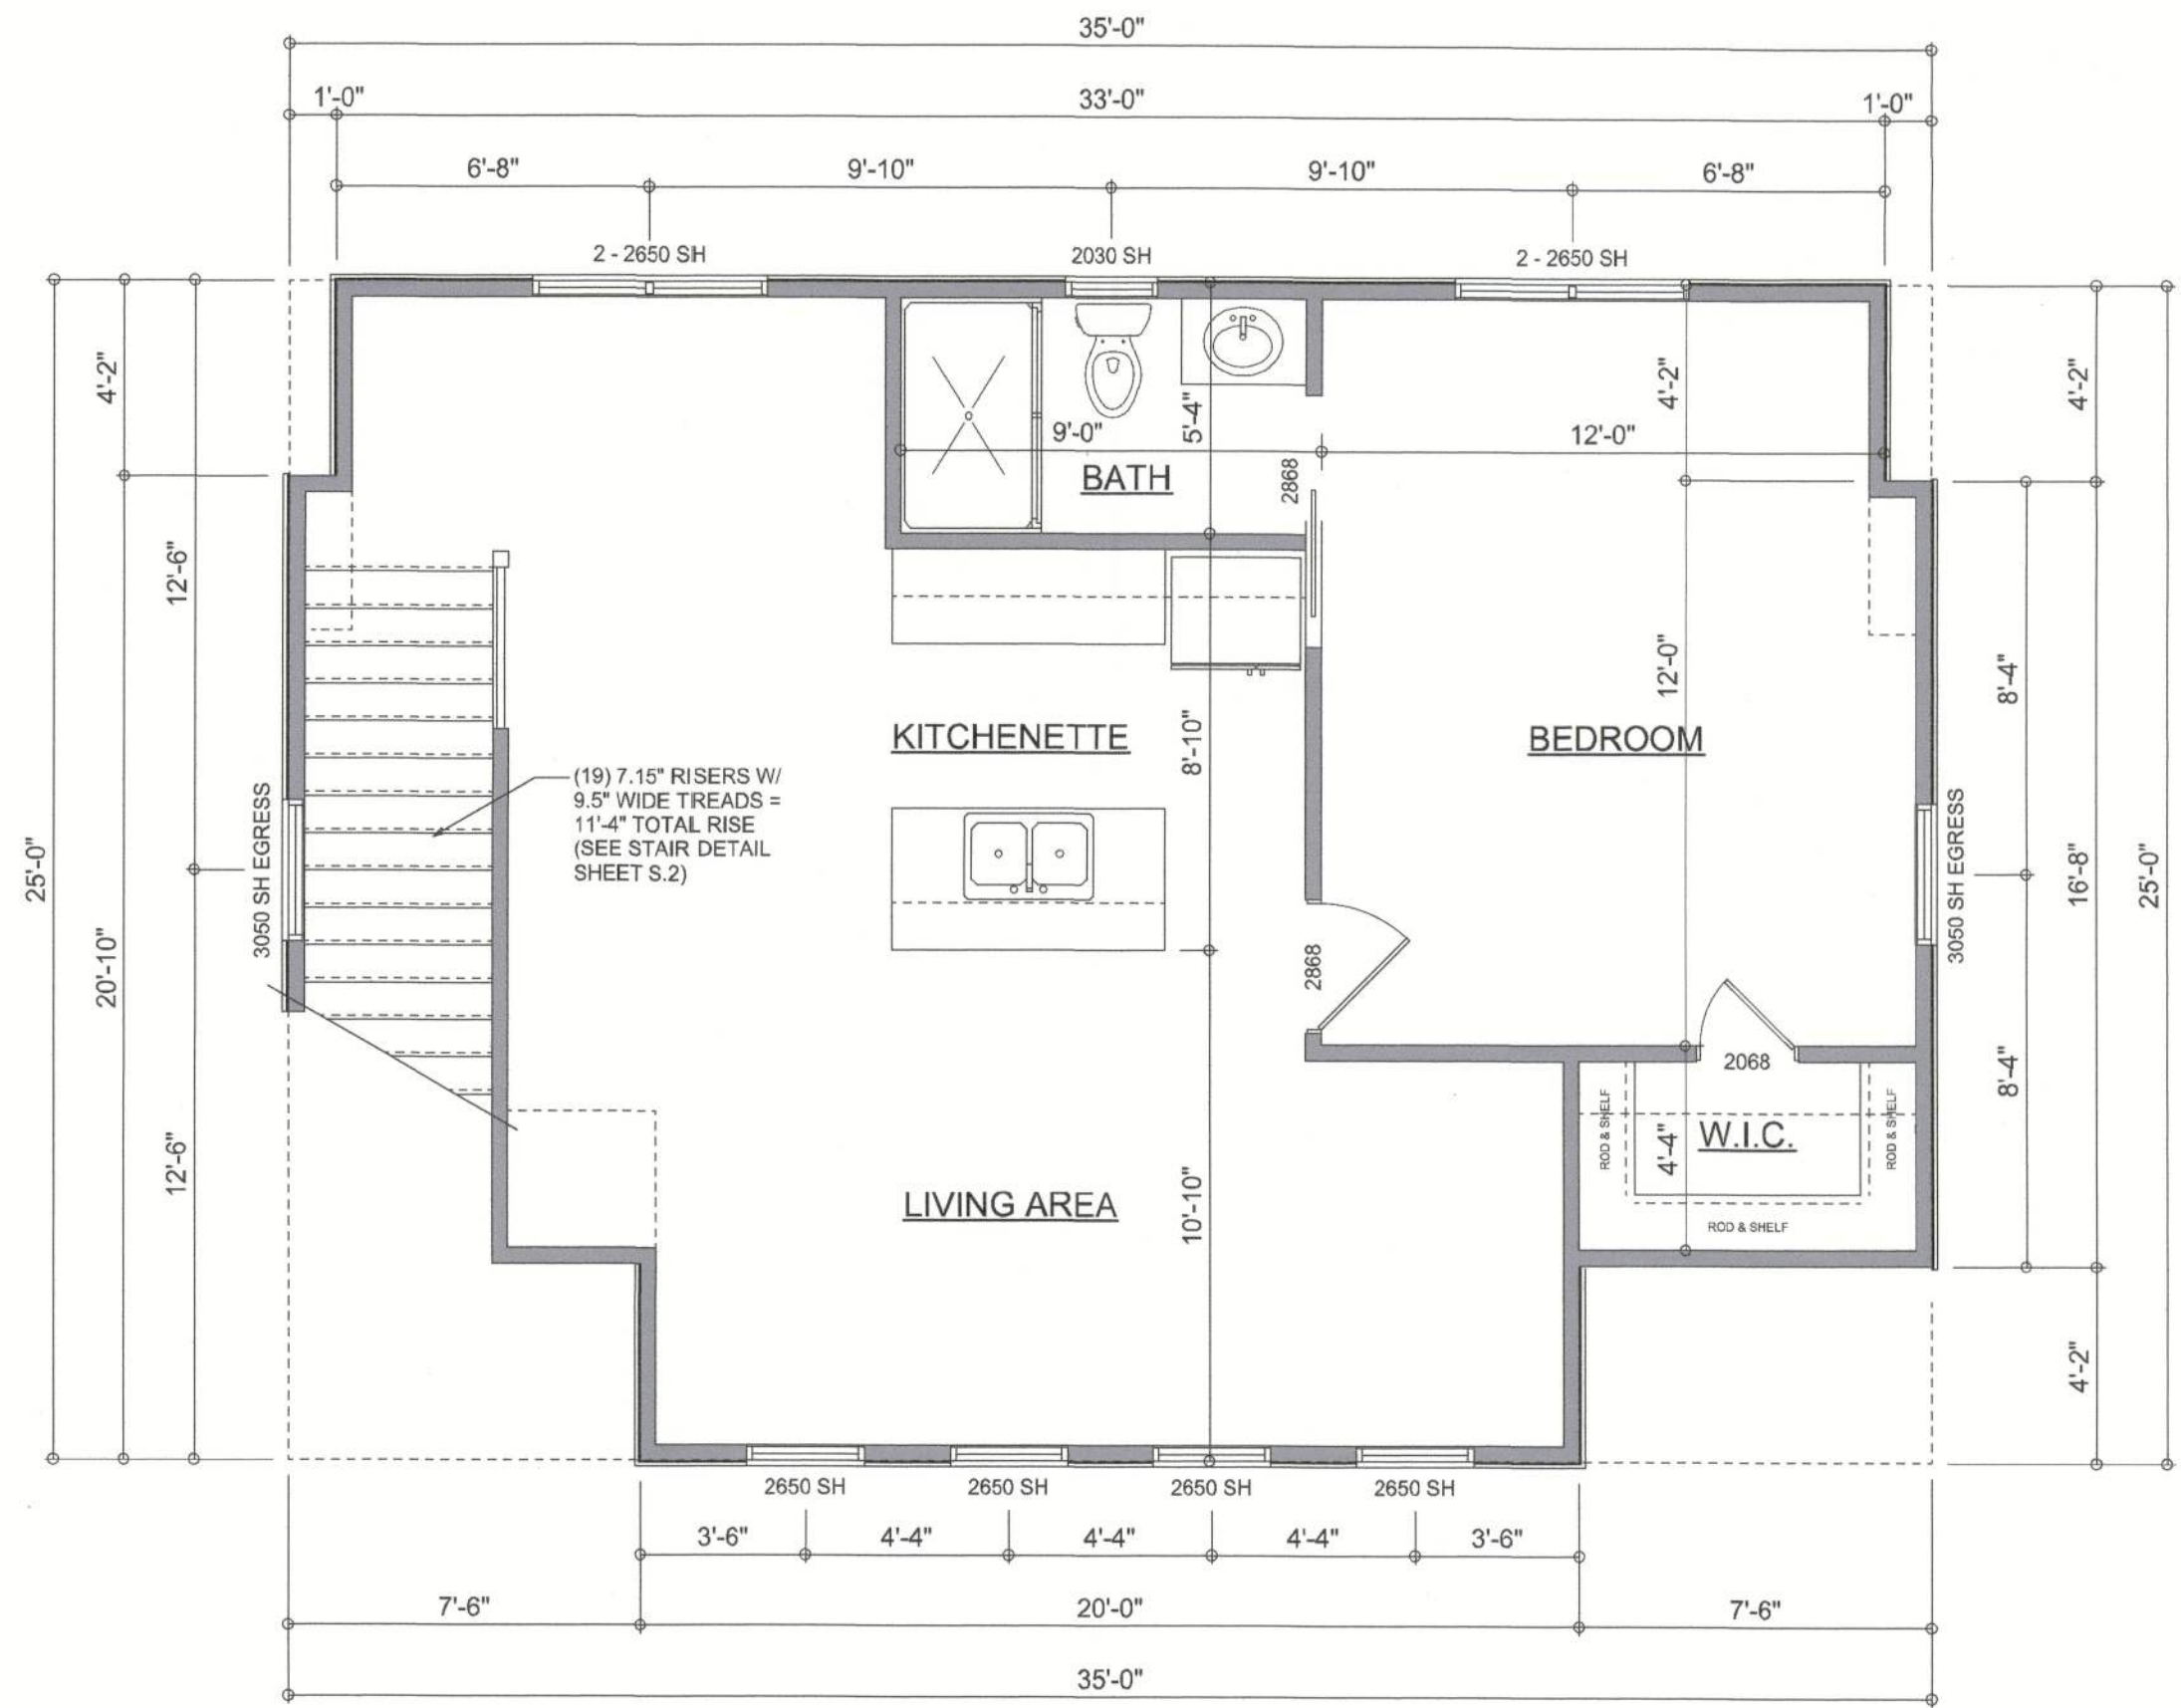 35'-0"
1'-0" 33'-0" 1'-0"
6'-8" 9'-10" 9'-10" 6'-8"
2 - 2650 SH 2030 SH 2 - 2650 SH
4'-2"
12'-6"
25'-0"
20'-10"
12'-6"
3050 SH EGRESS
9'-0"
5'-4"
BATH
2868
4'-2"
12'-0"
4'-2"
(19) 7.15" RISERS W/
9.5" WIDE TREADS =
11'-4" TOTAL RISE
(SEE STAIR DETAIL
SHEET S.2)
KITCHENETTE
8'-10"
12'-0"
BEDROOM
8'-4"
3050 SH EGRESS
16'-8"
25'-0"
2868
2068
ROD & SHELF
4'-4"
W.I.C.
ROD & SHELF
ROD & SHELF
8'-4"
LIVING AREA
10'-10"
4'-2"
2650 SH 2650 SH 2650 SH 2650 SH
3'-6" 4'-4" 4'-4" 4'-4" 3'-6"
7'-6" 20'-0" 7'-6"
35'-0"